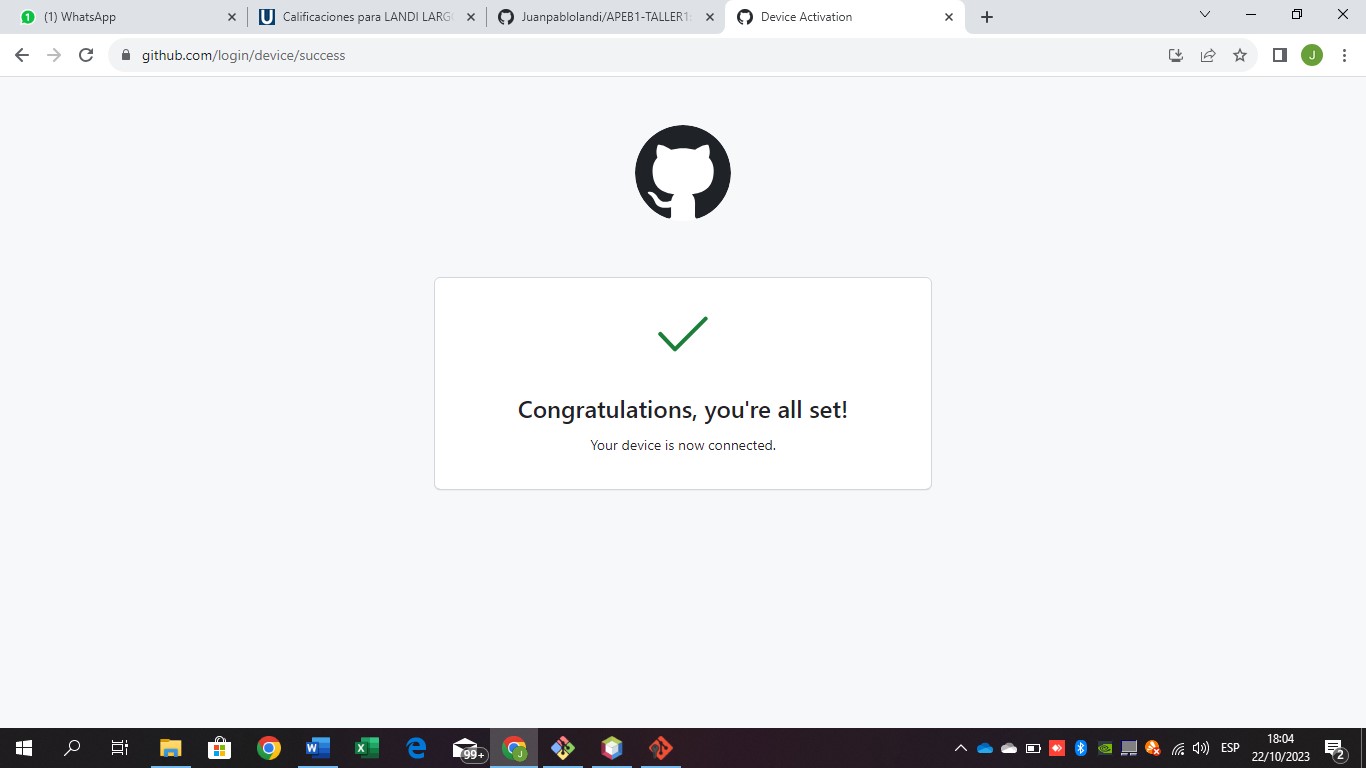 1
(1) WhatsApp
U
Calificaciones para LANDI LARG
Juanpablolandi/APEB1-TALLER1
Device Activation
github.com/login/device/success
J
Congratulations, you're all set!
Your device is now connected.
99+
J
ESP
18:04
22/10/2023
2